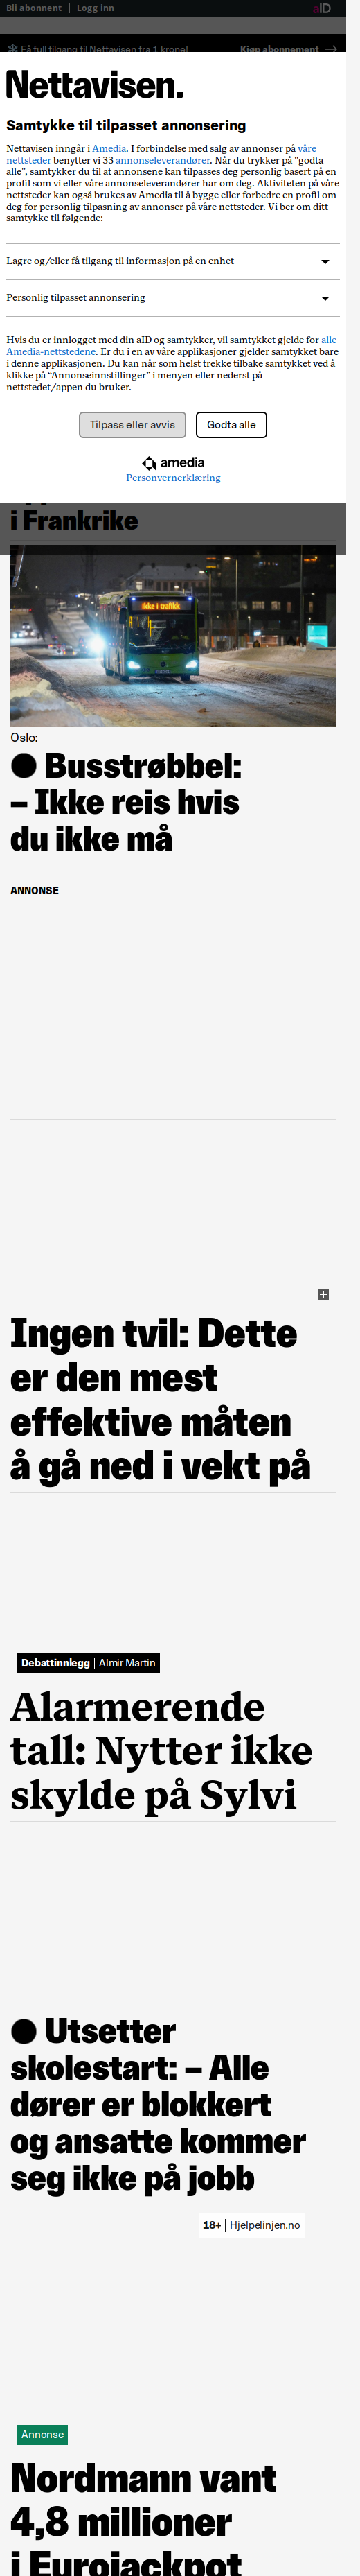 Bli abonnent | Logg inn
aID
Få full tilgang til Nettavisen fra 1 krone!
Kjøp abonnement
Nettavisen.
Samtykke til tilpasset annonsering
Nettavisen inngår i Amedia. I forbindelse med salg av annonser på våre
nettsteder benytter vi 33 annonseleverandører. Når du trykker på "godta
alle", samtykker du til at annonsene kan tilpasses deg personlig basert på en
profil som vi eller våre annonseleverandører har om deg. Aktiviteten på våre
nettsteder kan også brukes av Amedia til å bygge eller forbedre en profil om
deg for personlig tilpasning av annonser på våre nettsteder. Vi ber om ditt
samtykke til følgende:
Lagre og/eller få tilgang til informasjon på en enhet
Personlig tilpasset annonsering
Hvis du er innlogget med din aID og samtykker, vil samtykket gjelde for alle
Amedia-nettstedene. Er du i en av våre applikasjoner gjelder samtykket bare
i denne applikasjonen. Du kan når som helst trekke tilbake samtykket ved å
klikke på “Annonseinnstillinger” i menyen eller nederst på
nettstedet/appen du bruker.
Tilpass eller avvis
Godta alle
amedia
Personvernerklæring
i Frankrike
Ikke i trafikk
Oslo:
Busstrøbbel:
– Ikke reis hvis
du ikke må
ANNONSE
Ingen tvil: Dette
er den mest
effektive måten
å gå ned i vekt på
Debattinnlegg | Almir Martin
Alarmerende
tall: Nytter ikke
skylde på Sylvi
Utsetter
skolestart: – Alle
dører er blokkert
og ansatte kommer
seg ikke på jobb
18+ | Hjelpelinjen.no
Annonse
Nordmann vant
4,8 millioner
i Eurojackpot